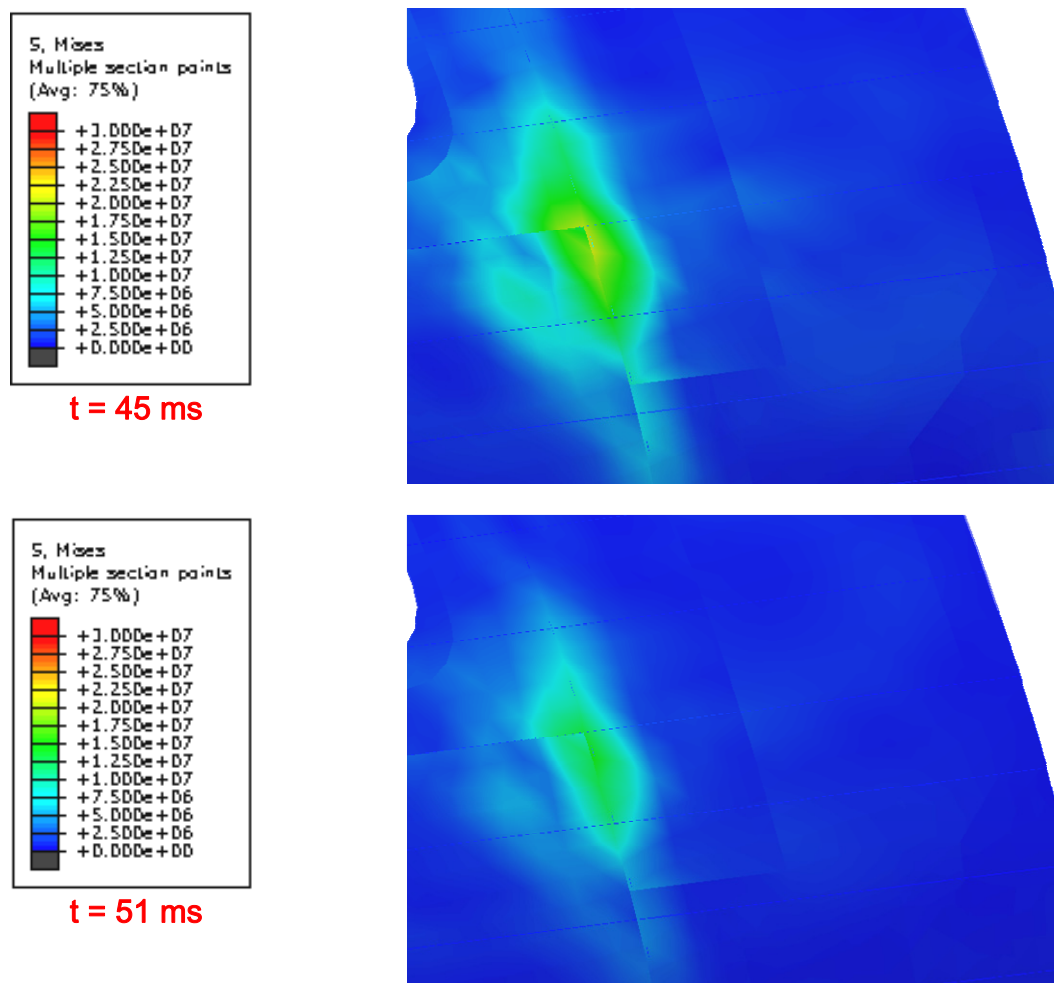 S, Mises
Multiple section points
(Avg: 75%)
+3.000e+07
+2.750e+07
+2.500e+07
+2.250e+07
+2.000e+07
+1.750e+07
+1.500e+07
+1.250e+07
+1.000e+07
+7.500e+06
+5.000e+06
+2.500e+06
+0.000e+00
t = 45 ms
S, Mises
Multiple section points
(Avg: 75%)
+3.000e+07
+2.750e+07
+2.500e+07
+2.250e+07
+2.000e+07
+1.750e+07
+1.500e+07
+1.250e+07
+1.000e+07
+7.500e+06
+5.000e+06
+2.500e+06
+0.000e+00
t = 51 ms